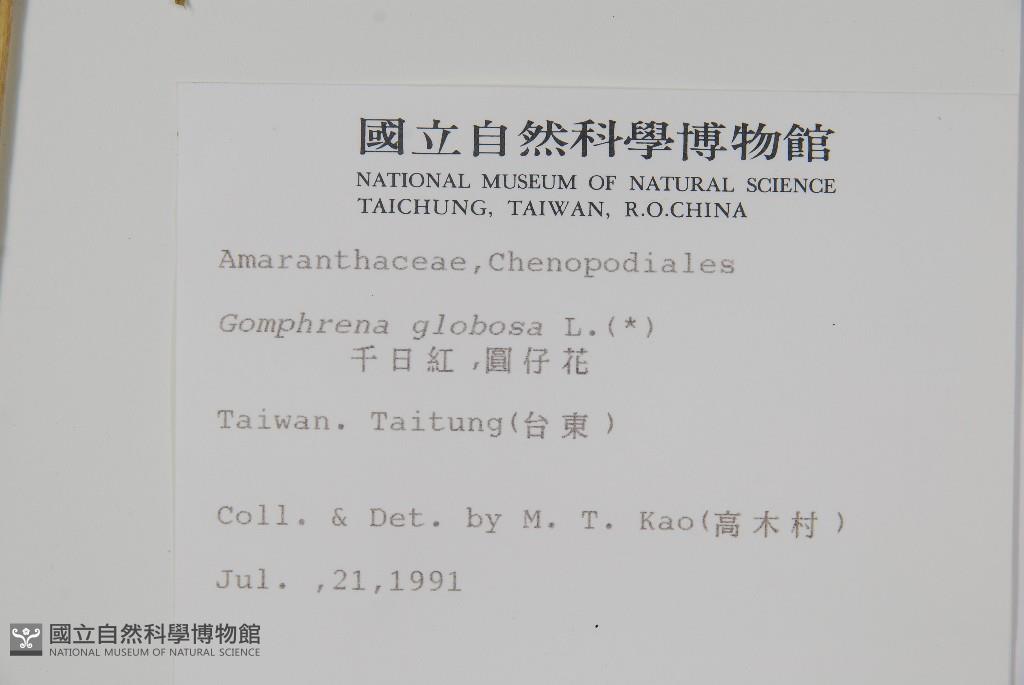 國立自然科學博物館
NATIONAL MUSEUM OF NATURAL SCIENCE
TAICHUNG, TAIWAN, R.O.CHINA
Amaranthaceae,Chenopodiales
Gomphrena globosa L.(*)
千日紅,圓仔花
Taiwan. Taitung(台東)
Coll. & Det. by M. T. Kao(高木村)
Jul. ,21,1991
國立自然科學博物館
NATIONAL MUSEUM OF NATURAL SCIENCE